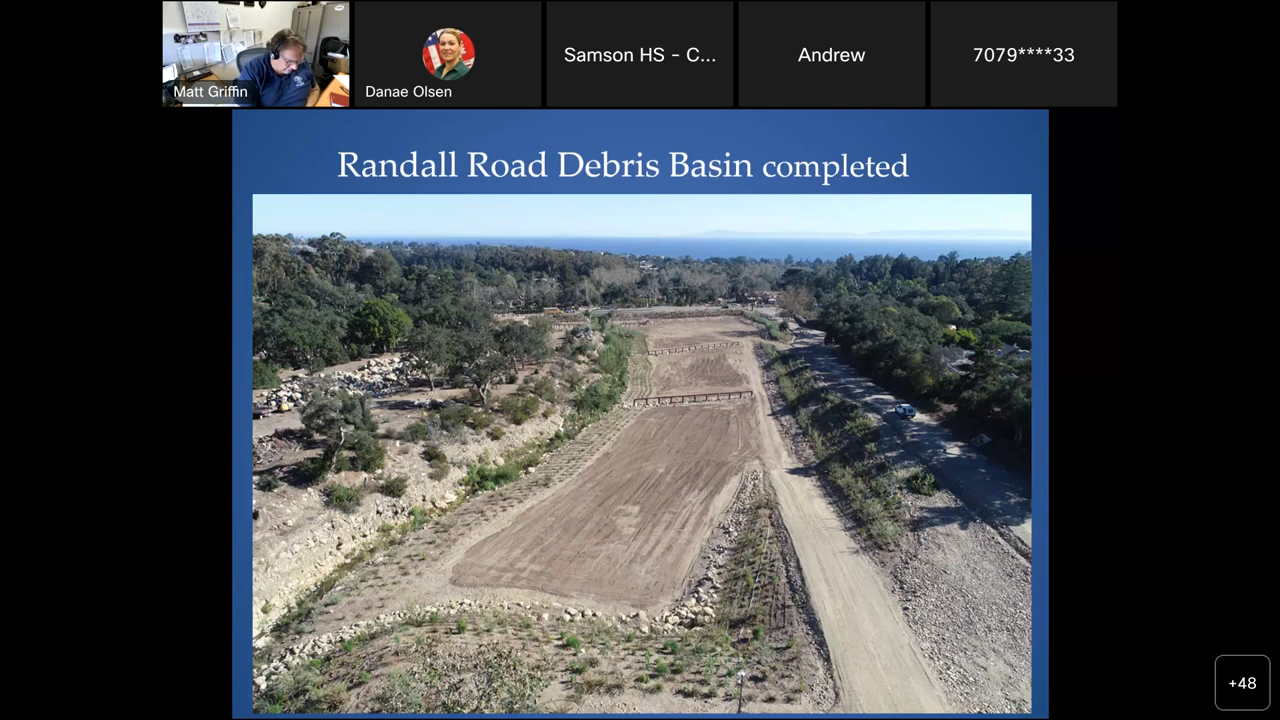 Matt Griffin
Danae Olsen
Samson HS - C...
Andrew
7079****33
Randall Road Debris Basin completed
+48